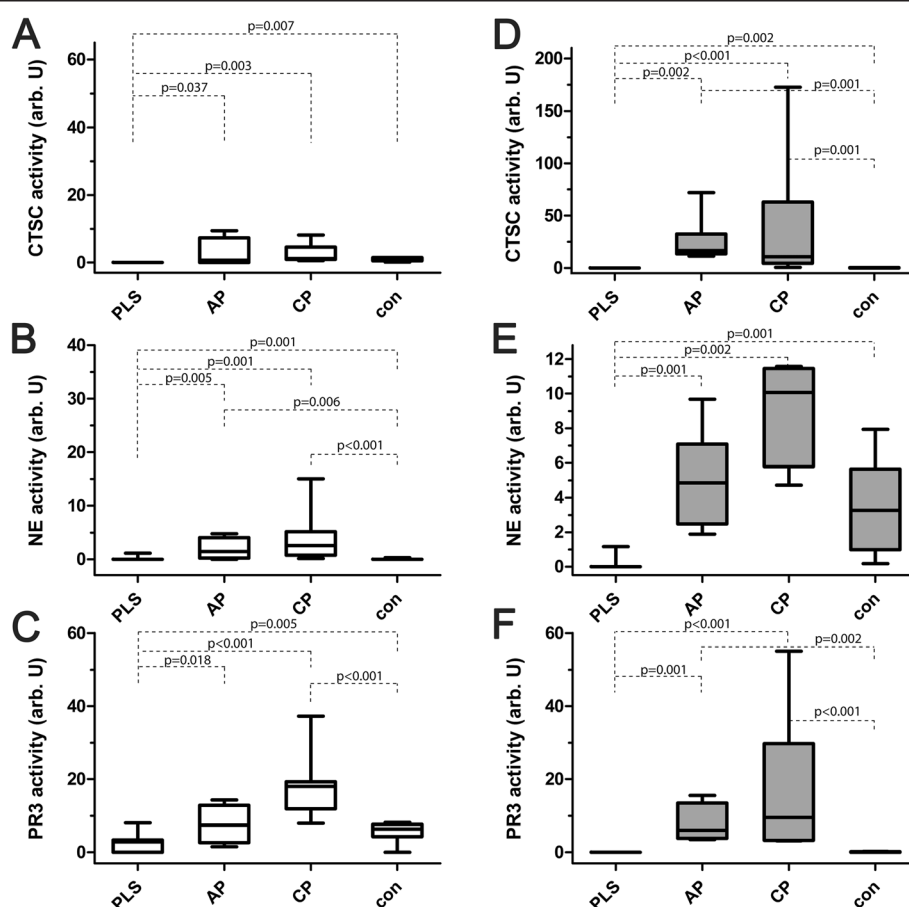 A
p=0.007
p=0.003
p=0.037
CTSC activity (arb. U)
60
40
20
0
PLS
AP
CP
con
D
p=0.002
p<0.001
p=0.002
p=0.001
p=0.001
CTSC activity (arb. U)
200
150
100
50
0
PLS
AP
CP
con
B
p=0.001
p=0.001
p=0.005
p=0.006
p<0.001
NE activity (arb. U)
40
30
20
10
0
PLS
AP
CP
con
E
p=0.001
p=0.002
p=0.001
NE activity (arb. U)
12
10
8
6
4
2
0
PLS
AP
CP
con
C
p=0.005
p<0.001
p=0.018
p<0.001
PR3 activity (arb. U)
60
40
20
0
PLS
AP
CP
con
F
p<0.001
p=0.002
p=0.001
p<0.001
PR3 activity (arb. U)
60
40
20
0
PLS
AP
CP
con